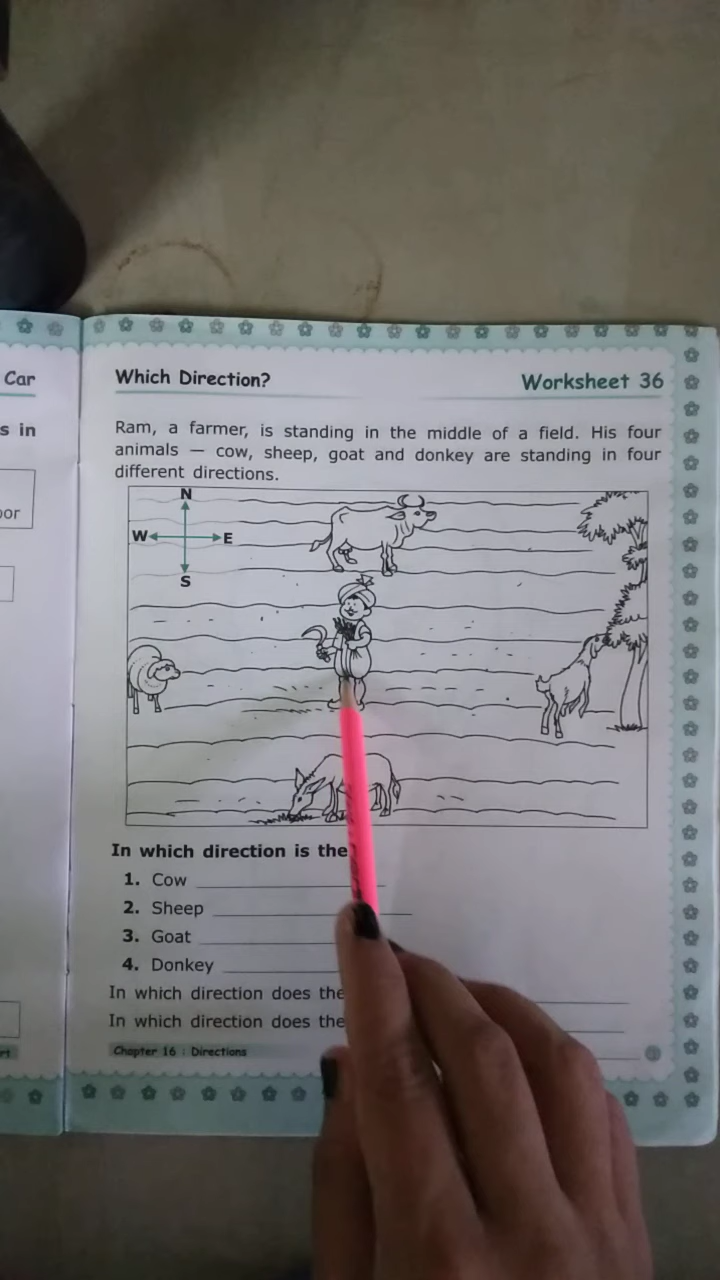 Car
s in
oor
rt
Which Direction?
Worksheet 36
Ram, a farmer, is standing in the middle of a field. His four
animals — cow, sheep, goat and donkey are standing in four
different directions.
N
W E
S
In which direction is the
1. Cow
2. Sheep
3. Goat
4. Donkey
In which direction does the
In which direction does the
Chapter 16 : Directions